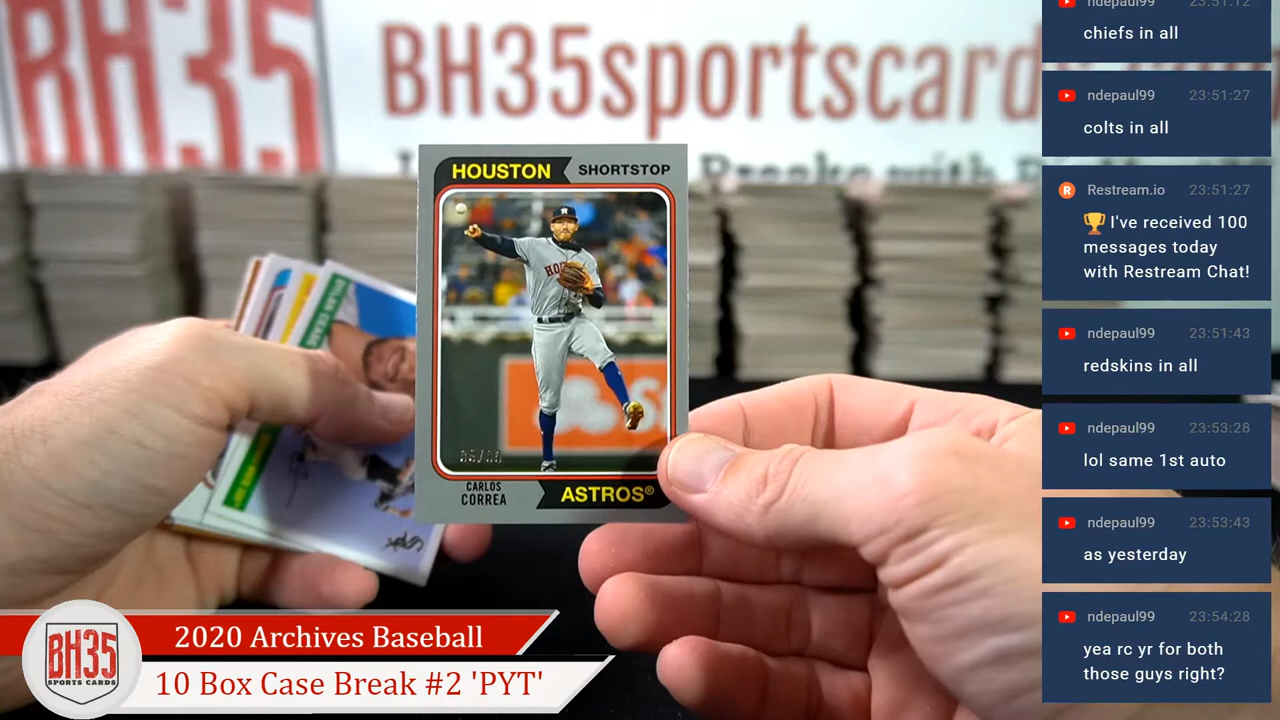 BH35
BH35sportscard
HOUSTON
SHORTSTOP
CARLOS
CORREA
ASTROS®
BH35
SPORTS CARDS
2020 Archives Baseball
10 Box Case Break #2 'PYT'
ndepaul99 23:51:12
chiefs in all
ndepaul99 23:51:27
colts in all
Restream.io 23:51:27
🏆 I've received 100
messages today
with Restream Chat!
ndepaul99 23:51:43
redskins in all
ndepaul99 23:53:28
lol same 1st auto
ndepaul99 23:53:43
as yesterday
ndepaul99 23:54:28
yea rc yr for both
those guys right?